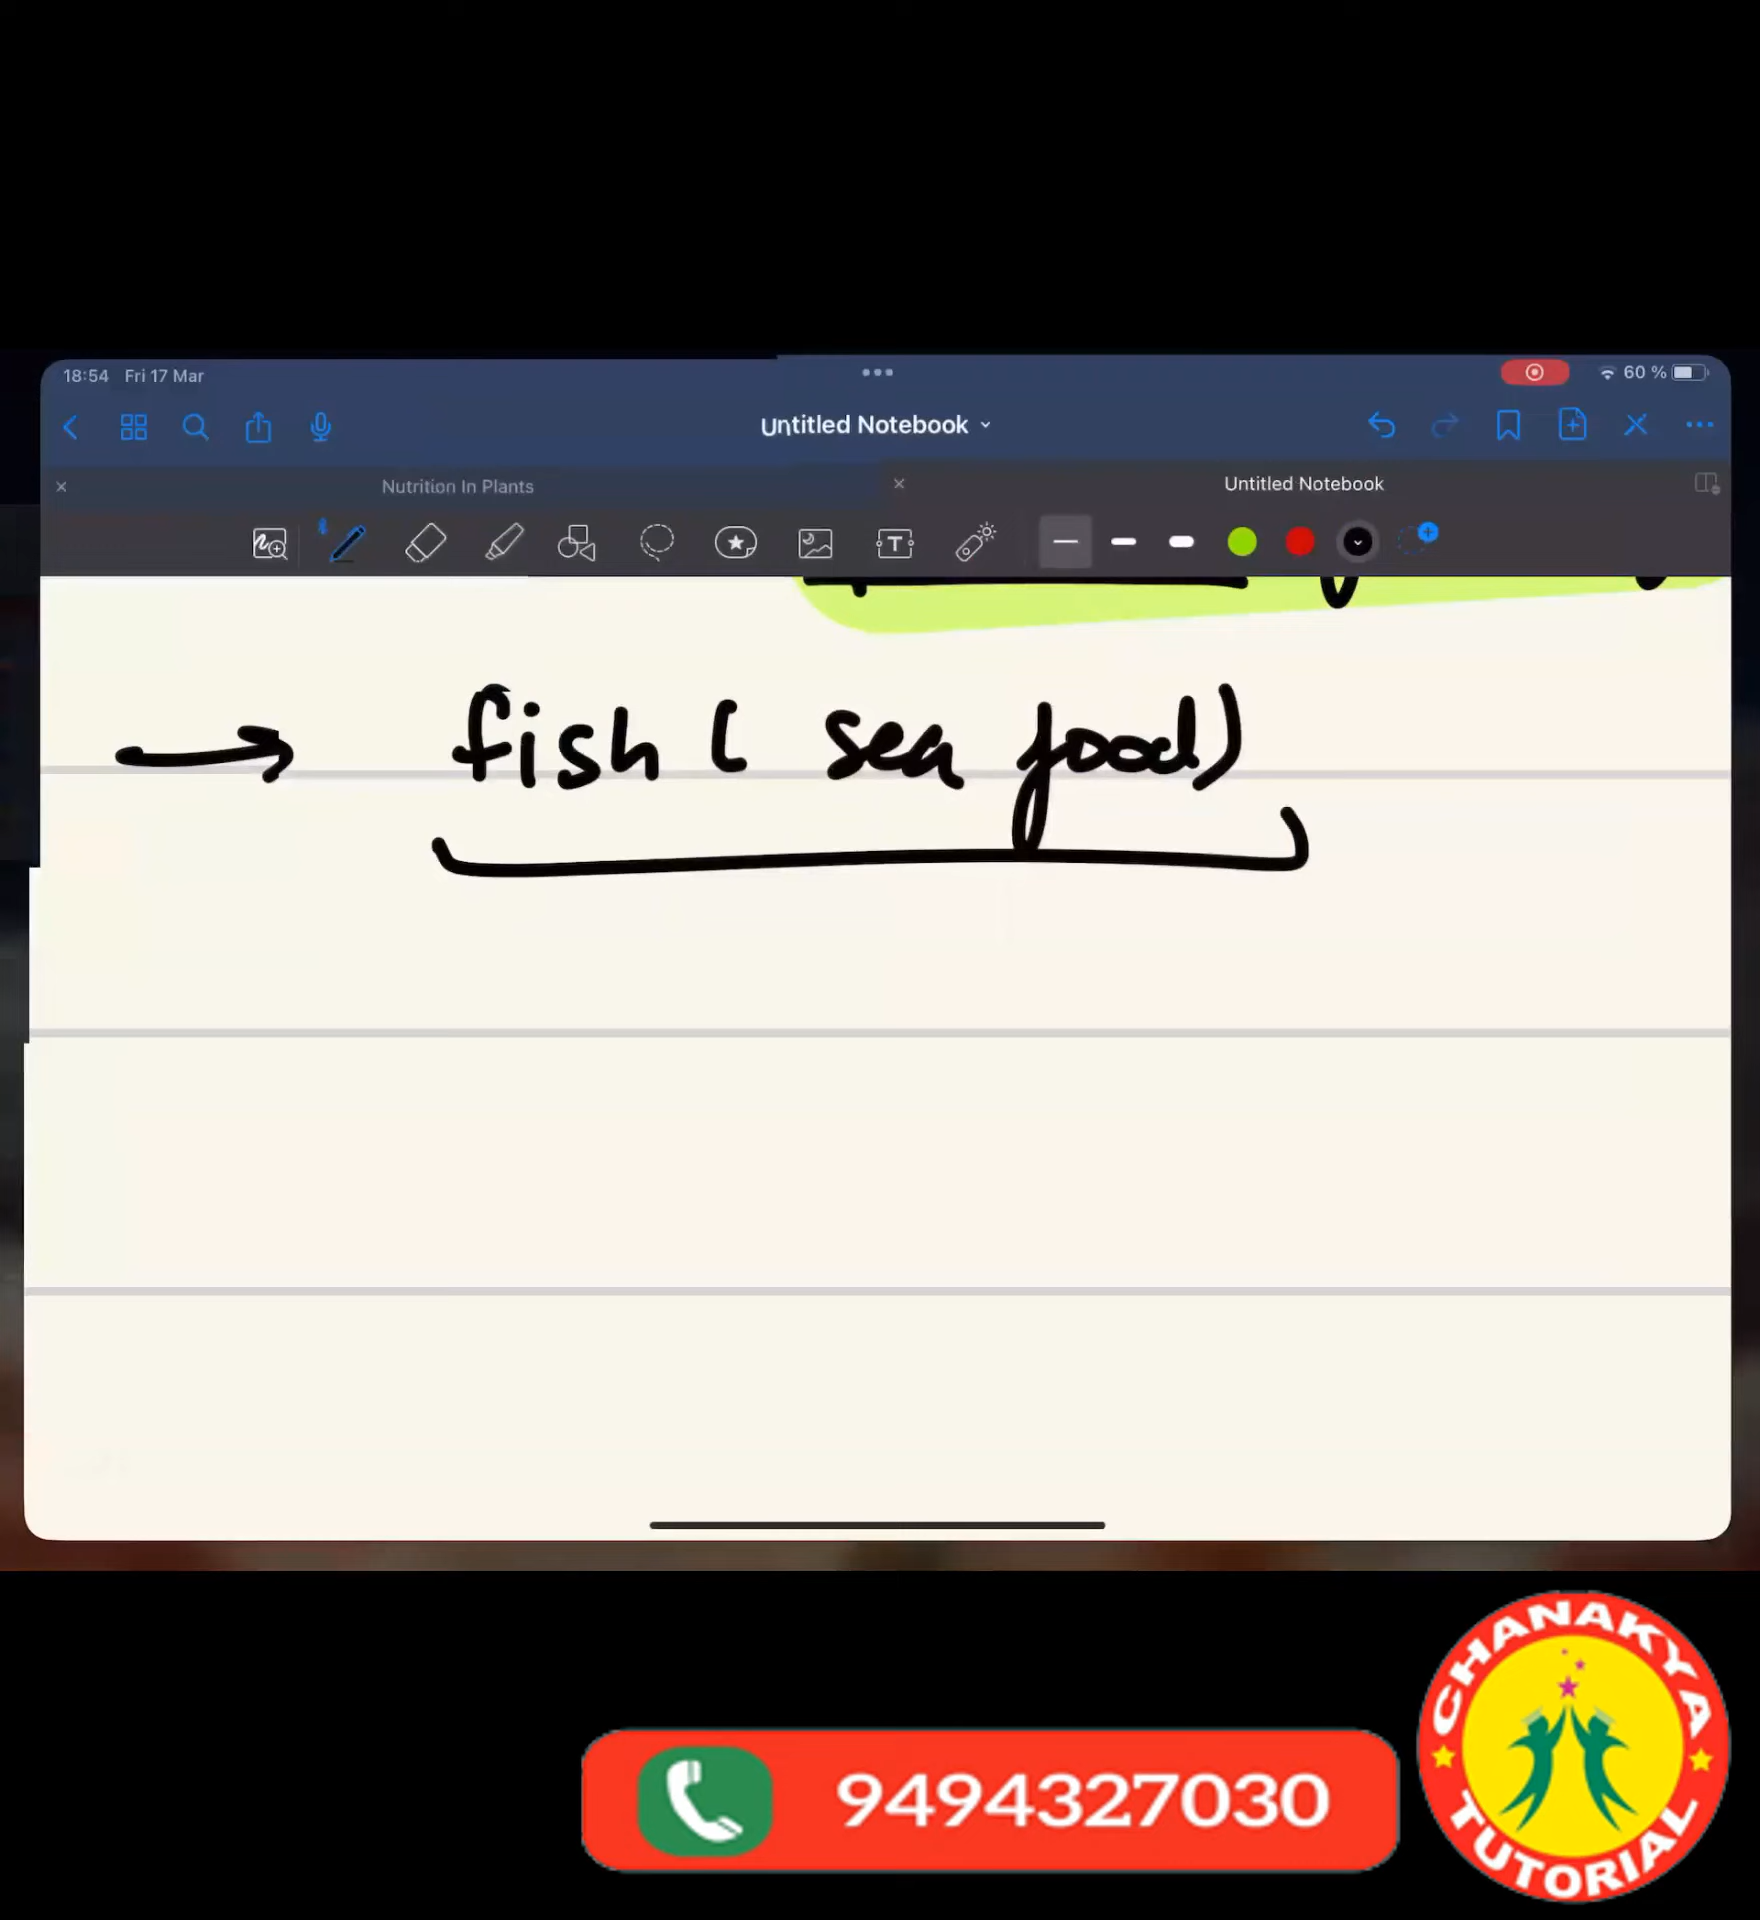 18:54 Fri 17 Mar
60 %
Untitled Notebook
Nutrition In Plants
Untitled Notebook
T
→ fish ( sea food)
9494327030
CHANAKYA
TUTORIAL